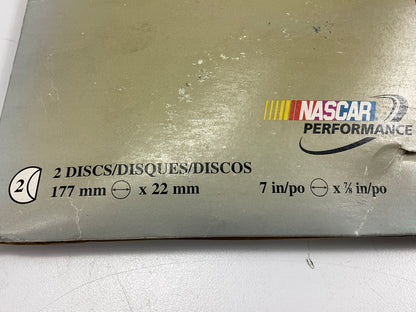 NASCAR
PERFORMANCE
2
2 DISCS/DISQUES/DISCOS
177 mm ⌀ x 22 mm 7 in/po ⌀ x ⅞ in/po